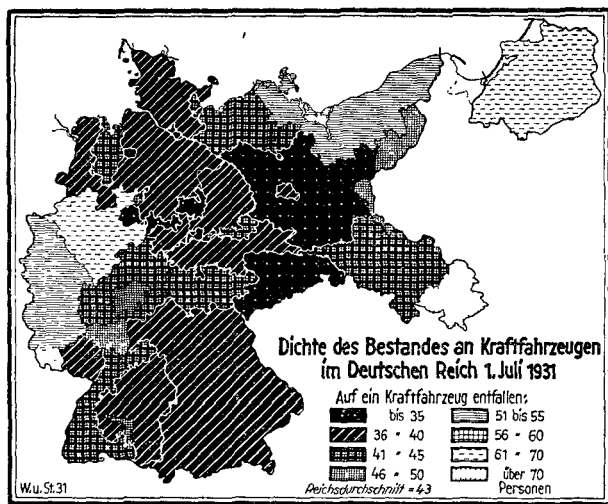 Dichte des Bestandes an Kraftfahrzeugen
im Deutschen Reich 1. Juli 1931
Auf ein Kraftfahrzeug entfallen:
bis 35
36 " 40
41 " 45
46 " 50
51 bis 55
56 " 60
61 " 70
über 70
Personen
Reichsdurchschnitt = 43
W. u. St. 31